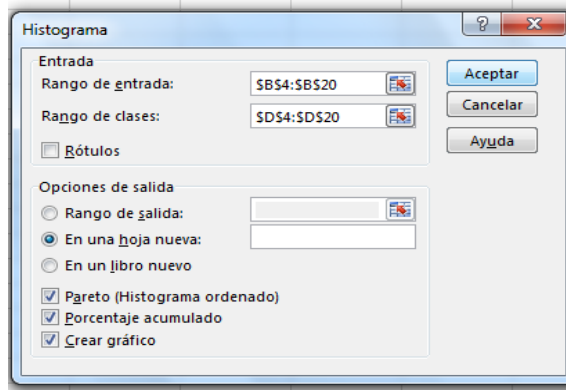 Histograma
Entrada
Rango de entrada: $B$4:$B$20
Rango de clases: $D$4:$D$20
Rótulos
Aceptar
Cancelar
Ayuda
Opciones de salida
Rango de salida:
En una hoja nueva:
En un libro nuevo
Pareto (Histograma ordenado)
Porcentaje acumulado
Crear gráfico